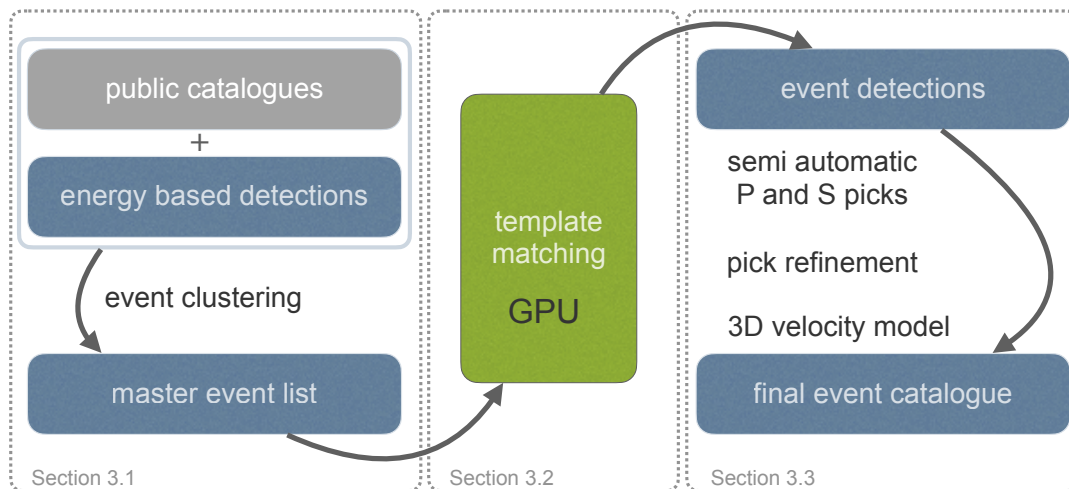 public catalogues
+
energy based detections
event clustering
master event list
Section 3.1
template
matching
GPU
Section 3.2
event detections
semi automatic
P and S picks
pick refinement
3D velocity model
final event catalogue
Section 3.3